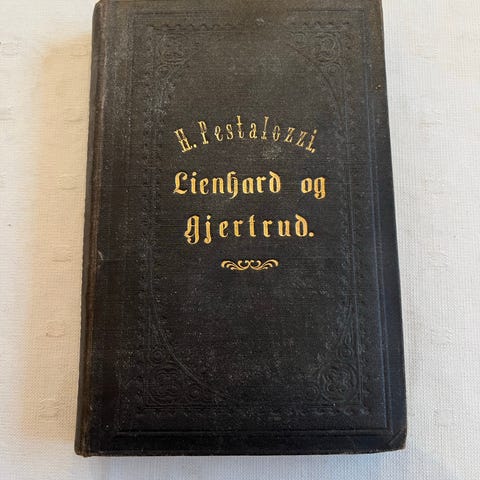 H. Pestalozzi.
Lienhard og
Gjertrud.